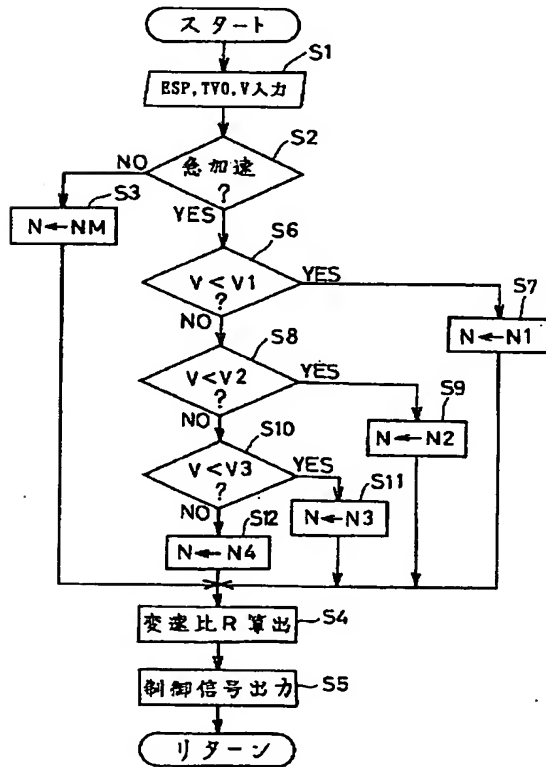 スタート
S1
ESP, TVO, V入力
S2
急加速
?
NO
YES
S3
N←NM
S6
V<V1
?
YES
NO
S7
N←N1
S8
V<V2
?
YES
NO
S9
N←N2
S10
V<V3
?
YES
NO
S11
N←N3
S12
N←N4
変速比R算出
S4
制御信号出力
S5
リターン